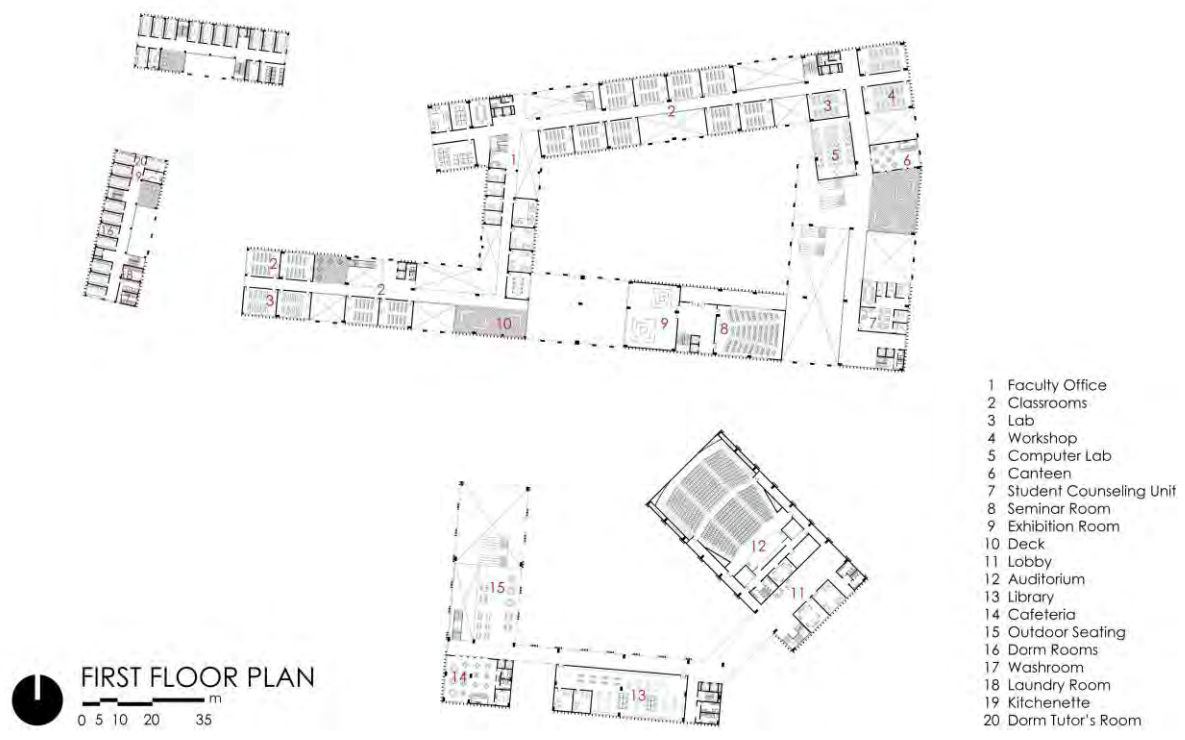 20
9
16
8
1
2
3
4
5
6
2
2
3
10
9
8
7
12
11
15
14
13
1 Faculty Office
2 Classrooms
3 Lab
4 Workshop
5 Computer Lab
6 Canteen
7 Student Counseling Unit
8 Seminar Room
9 Exhibition Room
10 Deck
11 Lobby
12 Auditorium
13 Library
14 Cafeteria
15 Outdoor Seating
16 Dorm Rooms
17 Washroom
18 Laundry Room
19 Kitchenette
20 Dorm Tutor's Room
FIRST FLOOR PLAN
m
0 5 10 20 35